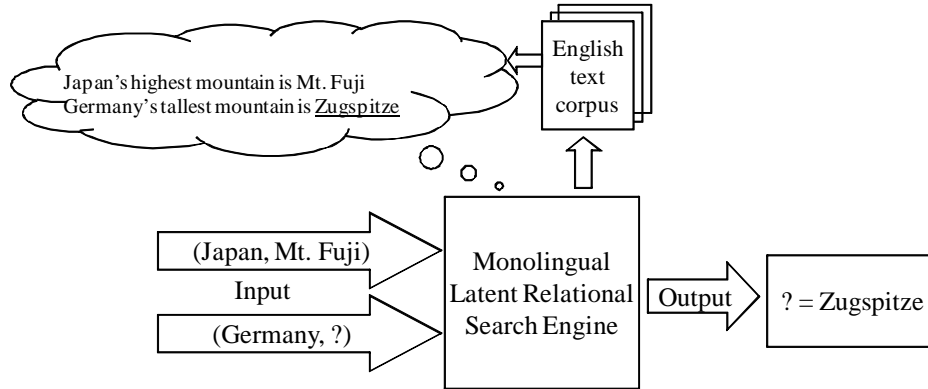 English
text
corpus
Japan's highest mountain is Mt. Fuji
Germany's tallest mountain is Zugspitze
(Japan, Mt. Fuji)
Input
(Germany, ?)
Monolingual
Latent Relational
Search Engine
Output
? = Zugspitze